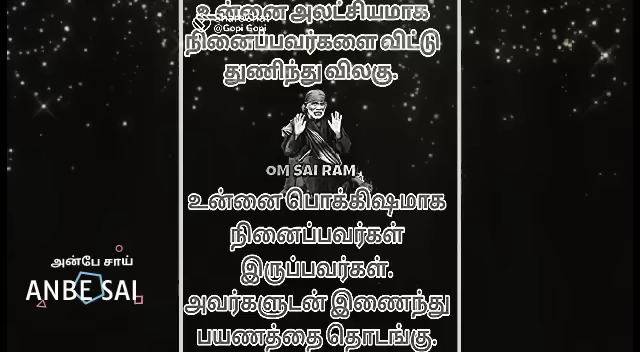 உன்னை அலட்சியமாக
ShareChat
@Gopi Gopi
நினைப்பவர்களை விட்டு
துணிந்து விலகு.
OM SAI RAM
உன்னை பொக்கிஷமாக
நினைப்பவர்கள்
இருப்பவர்கள்.
அவர்களுடன் இணைந்து
பயணத்தை தொடங்கு.
அன்பே சாய்
ANBE SAI